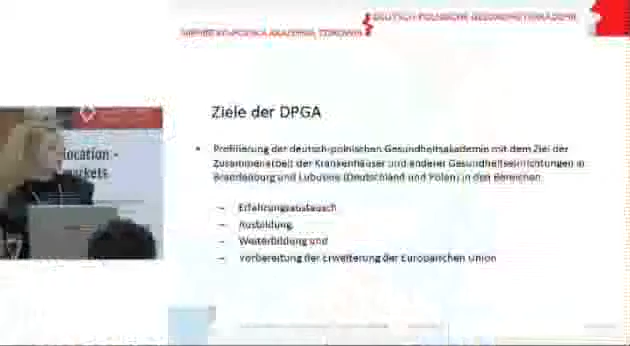 DEUTSCH-POLNISCHE GESUNDHEITSAKADEMIE
AKADEMIA ZDROWIA
location -
markets
Ziele der DPGA
• Profilierung der deutsch-polnischen Gesundheitsakademie mit dem Ziel der
Zusammenarbeit der Krankenhäuser und anderer Gesundheitseinrichtungen in
Brandenburg und Lubuskie (Deutschland und Polen) in den Bereichen
– Erfahrungsaustausch
– Ausbildung,
– Weiterbildung und
– Vorbereitung der Erweiterung der Europäischen Union